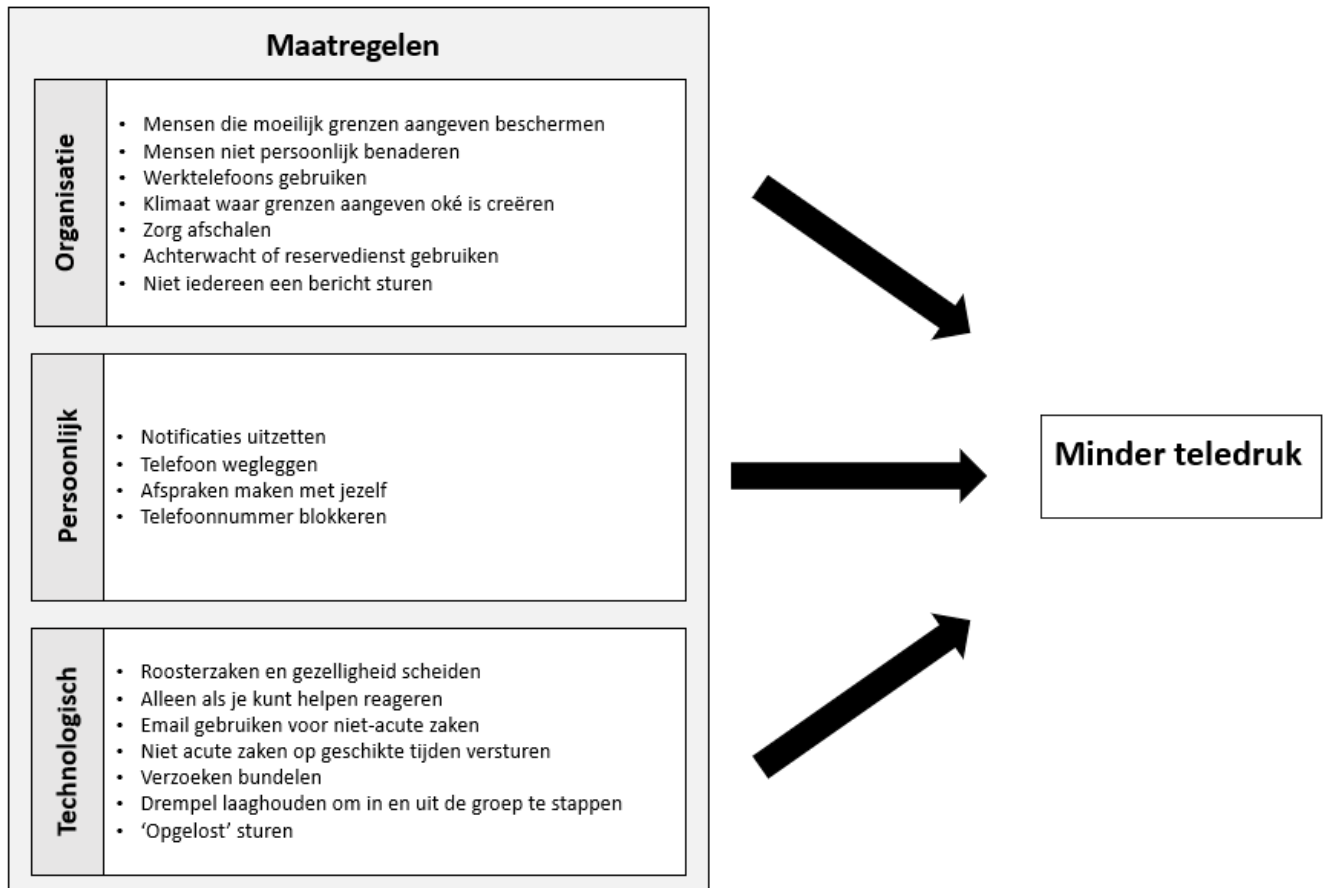 Maatregelen
Organisatie
• Mensen die moeilijk grenzen aangeven beschermen
• Mensen niet persoonlijk benaderen
• Werktelefoons gebruiken
• Klimaat waar grenzen aangeven oké is creëren
• Zorg afschalen
• Achterwacht of reservedienst gebruiken
• Niet iedereen een bericht sturen
Persoonlijk
• Notificaties uitzetten
• Telefoon wegleggen
• Afspraken maken met jezelf
• Telefoonnummer blokkeren
Technologisch
• Roosterzaken en gezelligheid scheiden
• Alleen als je kunt helpen reageren
• Email gebruiken voor niet-acute zaken
• Niet acute zaken op geschikte tijden versturen
• Verzoeken bundelen
• Drempel laaghouden om in en uit de groep te stappen
• ‘Opgelost’ sturen
Minder teledruk